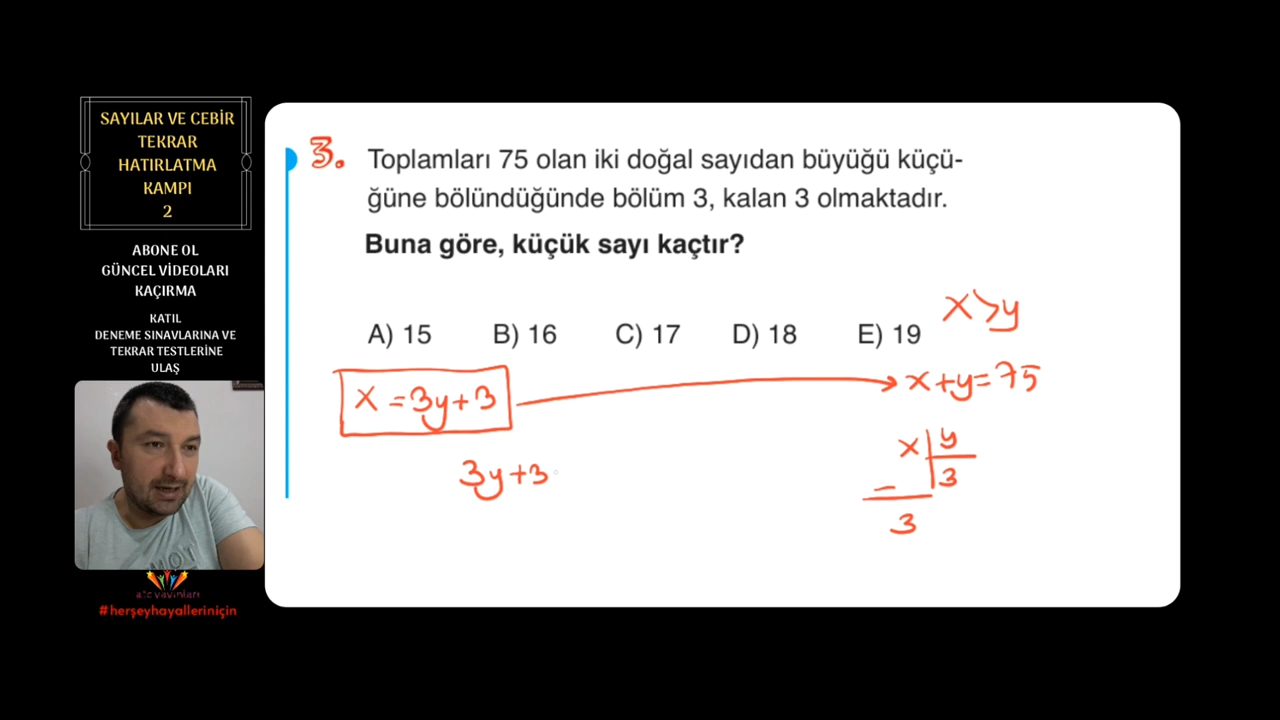 SAYILAR VE CEBİR
TEKRAR
HATIRLATMA
KAMPI
2
ABONE OL
GÜNCEL VİDEOLARI
KAÇIRMA
KATIL
DENEME SINAVLARINA VE
TEKRAR TESTLERİNE
ULAŞ
#herşeyhayalleriniçin
3. Toplamları 75 olan iki doğal sayıdan büyüğü küçü-
ğüne bölündüğünde bölüm 3, kalan 3 olmaktadır.
Buna göre, küçük sayı kaçtır?
A) 15 B) 16 C) 17 D) 18 E) 19
x>y
x = 3y+3
x+y=75
x y
3
3y+3
-
3